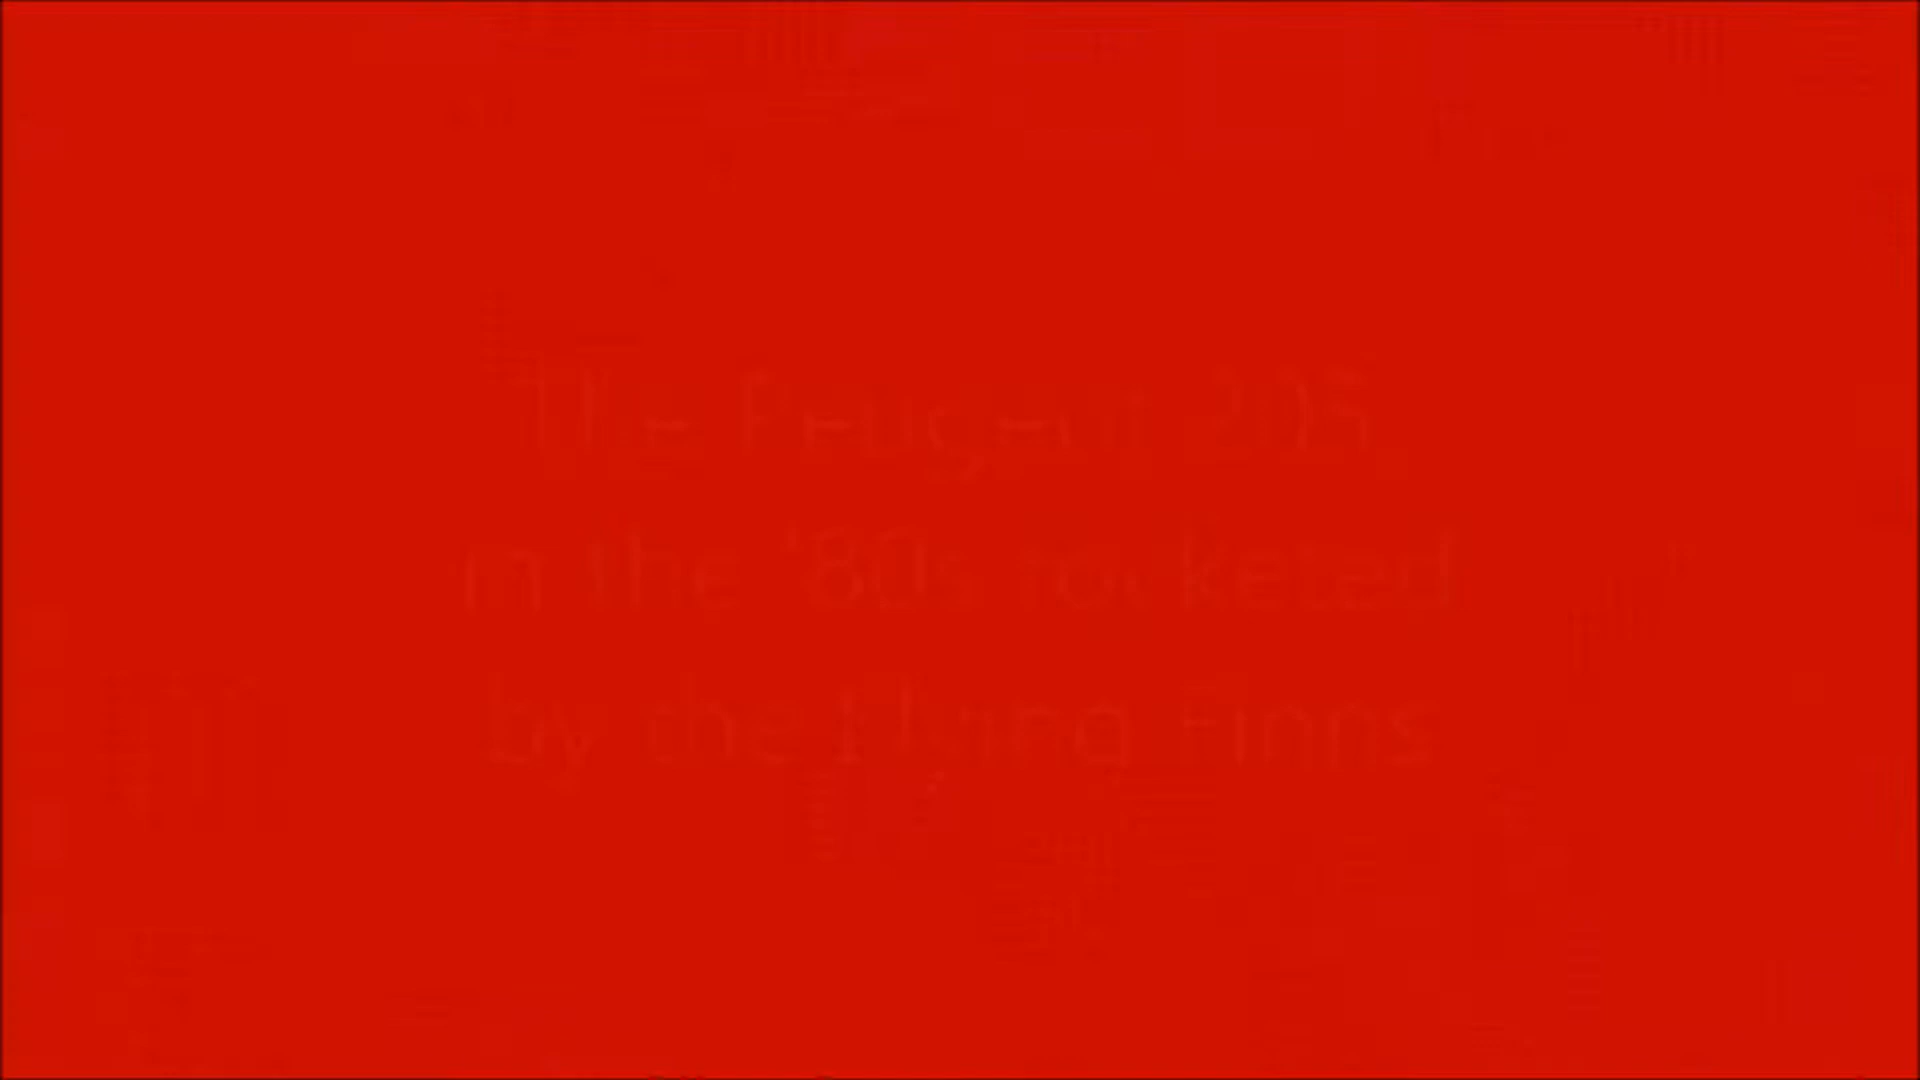 The Peugeot 205
in the '80s rocketed
by the Flying Finns